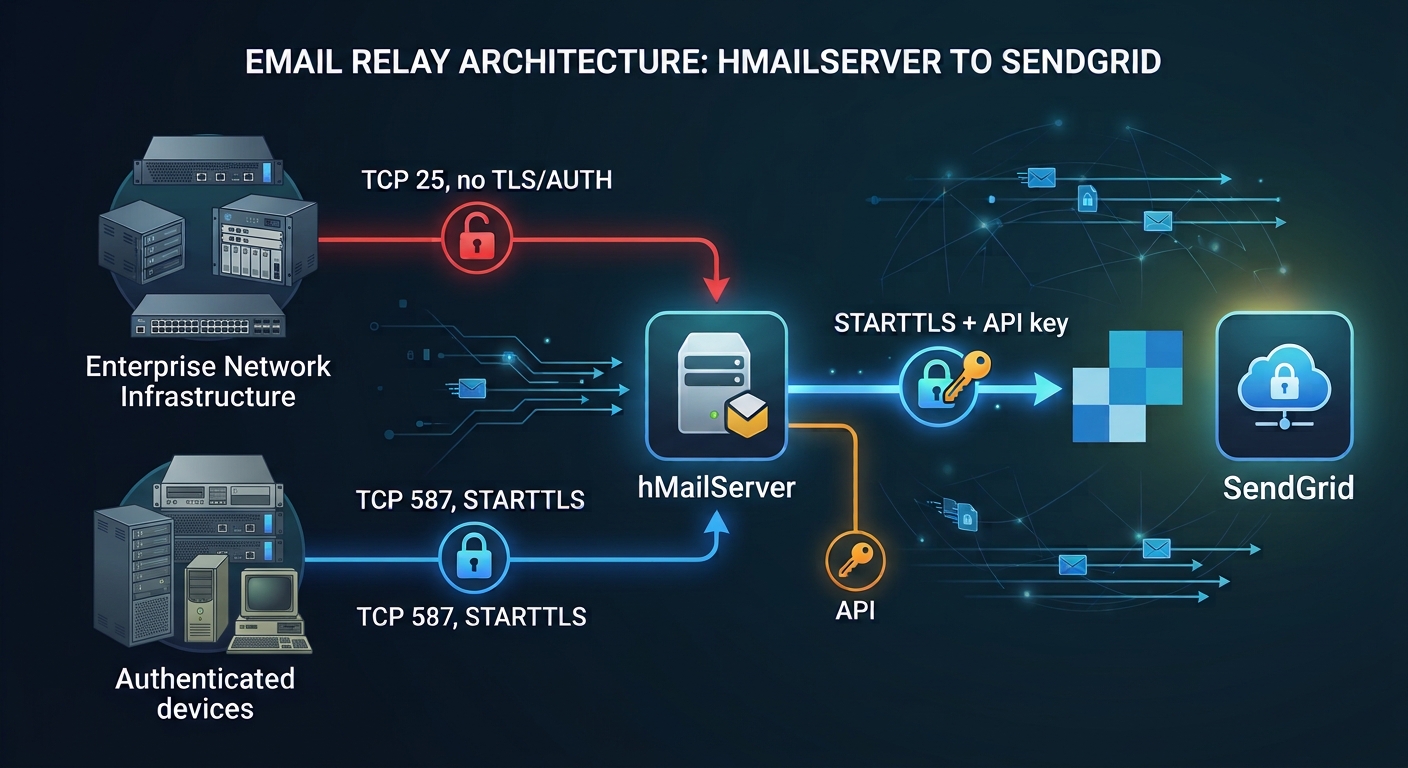 EMAIL RELAY ARCHITECTURE: HMAILSERVER TO SENDGRID
TCP 25, no TLS/AUTH
Enterprise Network
Infrastructure
STARTTLS + API key
hMailServer
SendGrid
TCP 587, STARTTLS
TCP 587, STARTTLS
API
Authenticated
devices